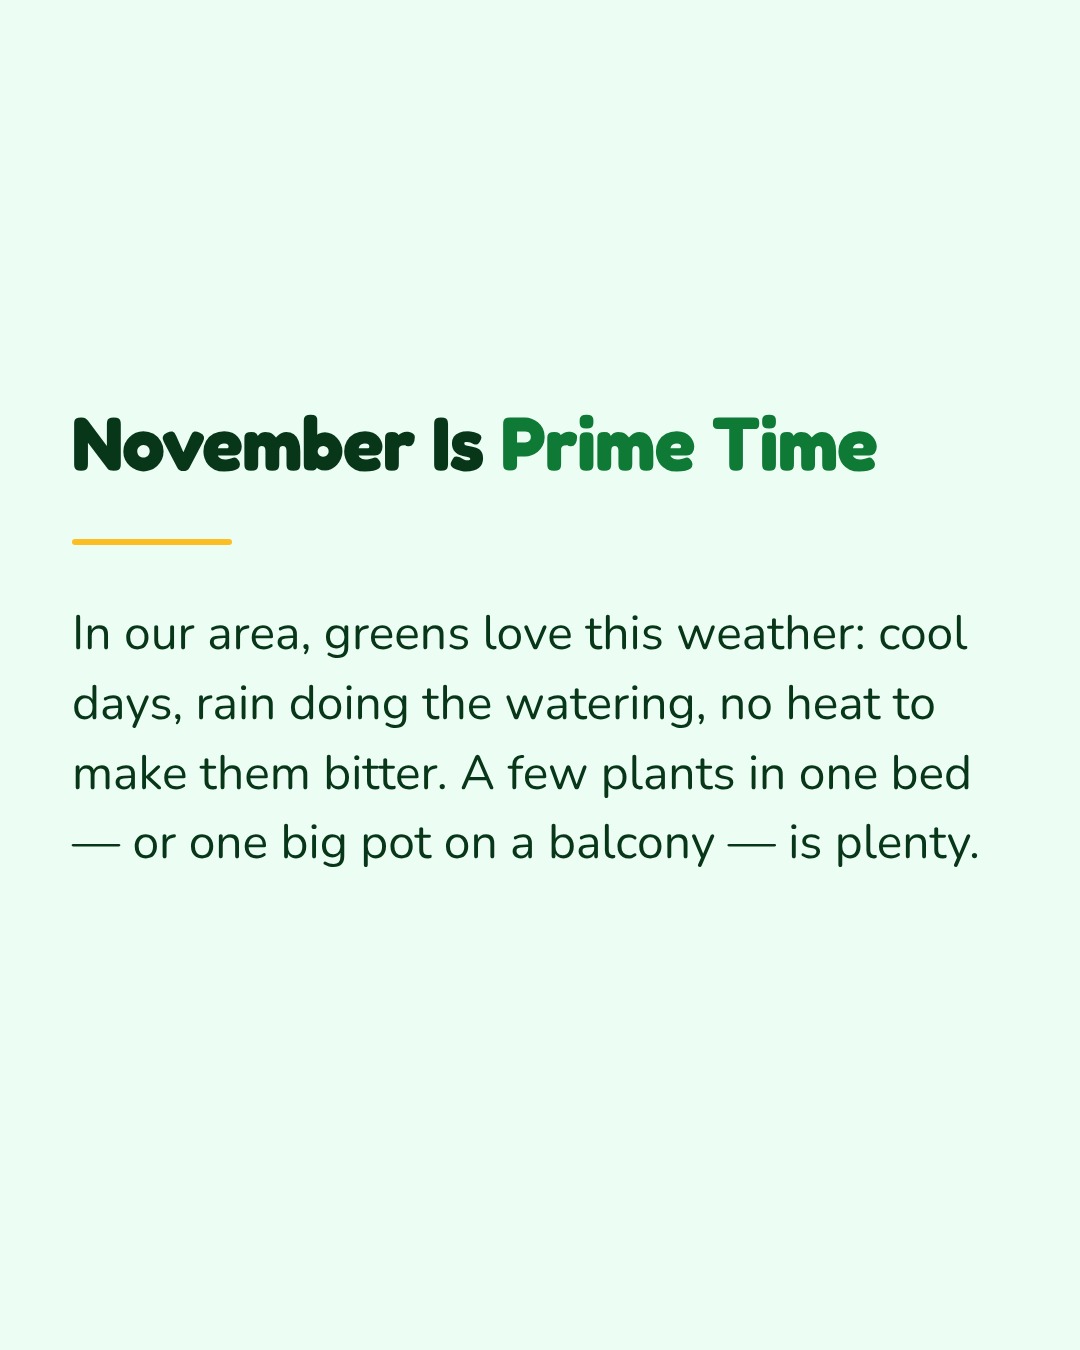 November Is Prime Time
In our area, greens love this weather: cool
days, rain doing the watering, no heat to
make them bitter. A few plants in one bed
— or one big pot on a balcony — is plenty.